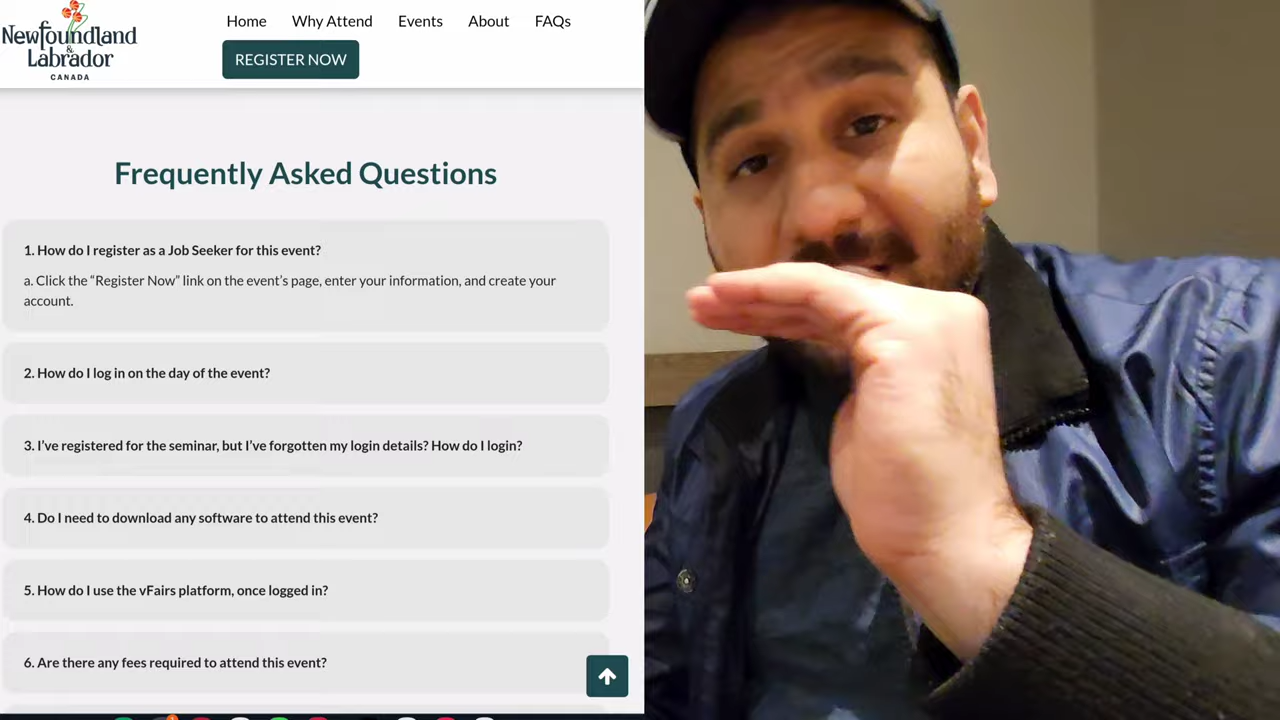 Newfoundland
&
Labrador
CANADA
Home Why Attend Events About FAQs
REGISTER NOW
Frequently Asked Questions
1. How do I register as a Job Seeker for this event?
a. Click the “Register Now” link on the event’s page, enter your information, and create your
account.
2. How do I log in on the day of the event?
3. I’ve registered for the seminar, but I’ve forgotten my login details? How do I login?
4. Do I need to download any software to attend this event?
5. How do I use the vFairs platform, once logged in?
6. Are there any fees required to attend this event?